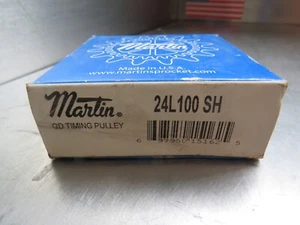 Martin
Made in U.S.A.
www.martinsprocket.com
Martin®
24L100 SH
QD TIMING PULLEY